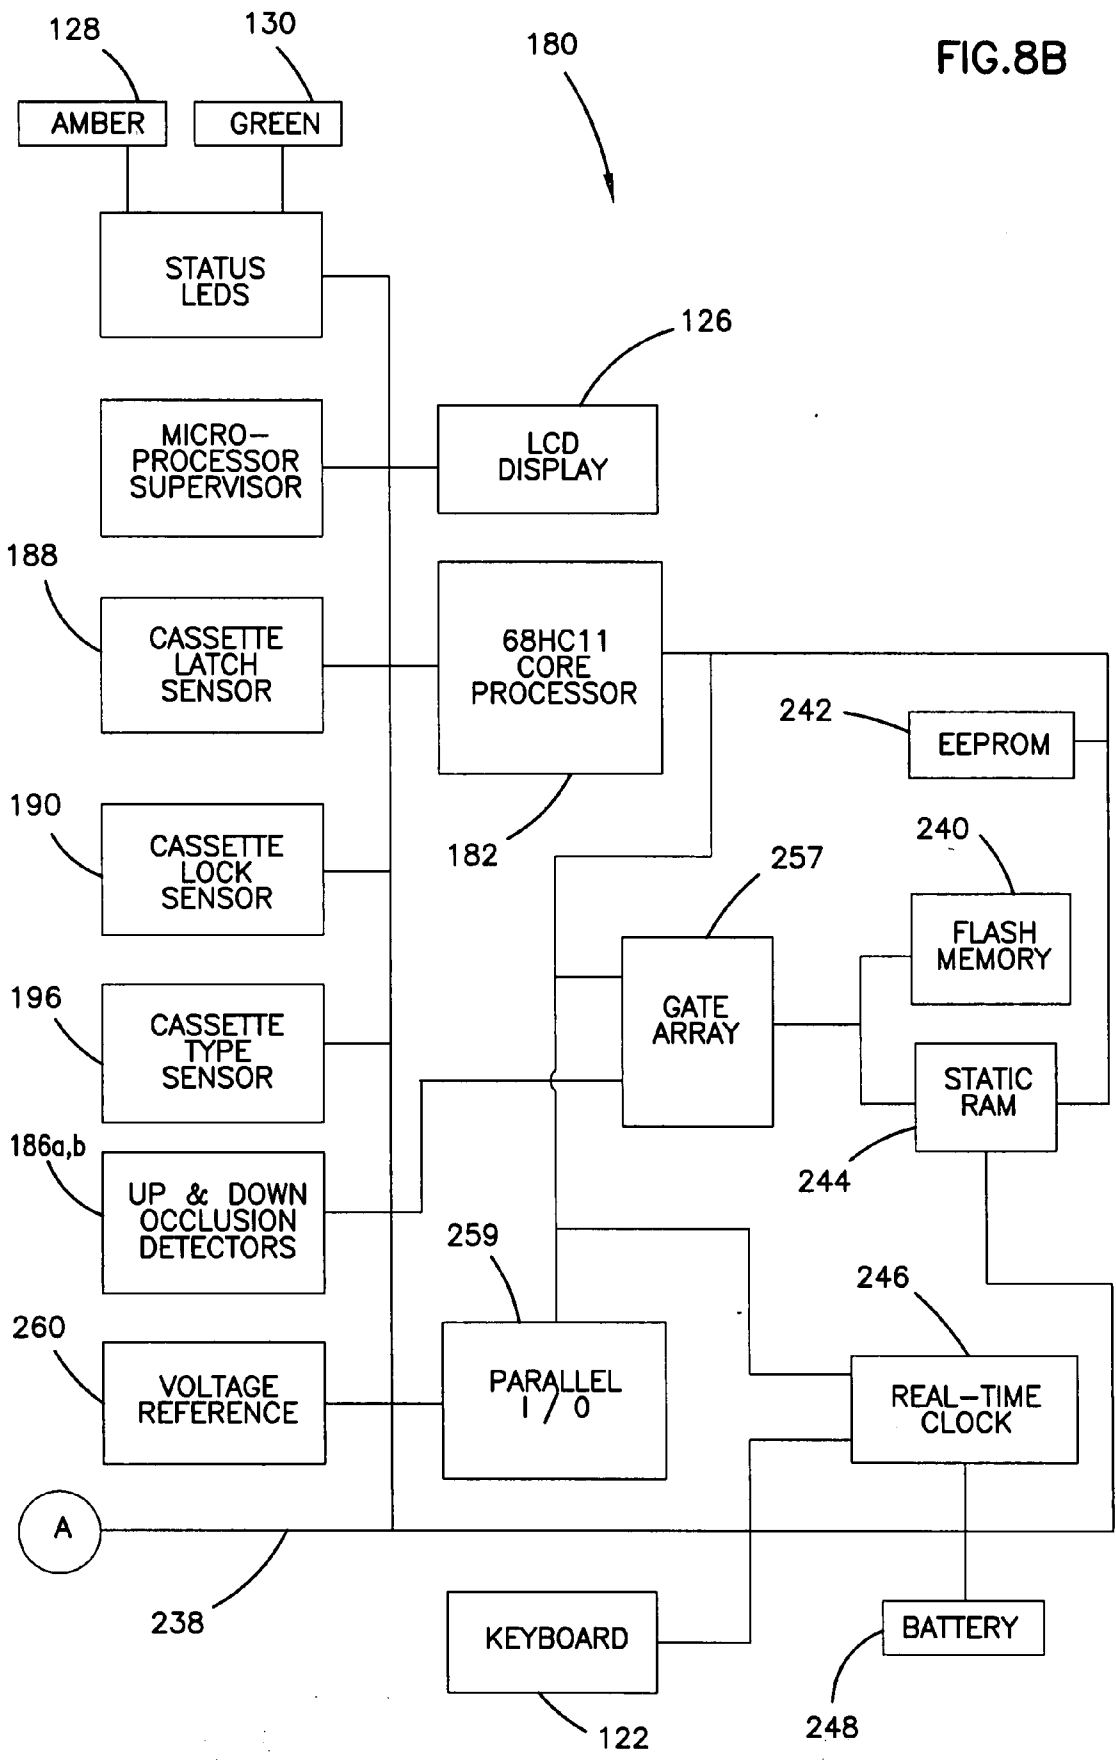 FIG.8B
128
130
180
AMBER
GREEN
STATUS
LEDS
126
MICRO-
PROCESSOR
SUPERVISOR
LCD
DISPLAY
188
CASSETTE
LATCH
SENSOR
68HC11
CORE
PROCESSOR
242
EEPROM
190
CASSETTE
LOCK
SENSOR
182
257
240
FLASH
MEMORY
196
CASSETTE
TYPE
SENSOR
GATE
ARRAY
STATIC
RAM
244
186a,b
UP & DOWN
OCCLUSION
DETECTORS
259
246
260
VOLTAGE
REFERENCE
PARALLEL
I/O
REAL-TIME
CLOCK
A
238
KEYBOARD
BATTERY
122
248